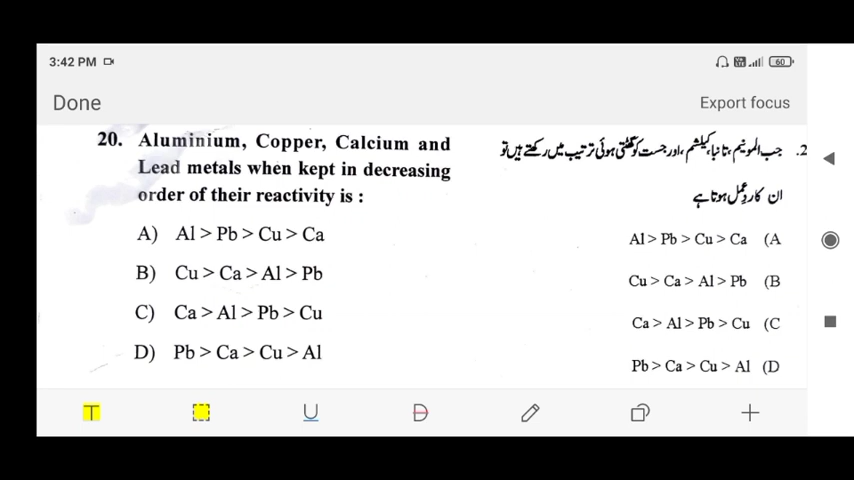 3:42 PM
60
Done
Export focus
20. Aluminium, Copper, Calcium and
Lead metals when kept in decreasing
order of their reactivity is :
A) Al > Pb > Cu > Ca
B) Cu > Ca > Al > Pb
C) Ca > Al > Pb > Cu
D) Pb > Ca > Cu > Al
2. جب المونیم، تانبا، کیلشیم، اور جست کو گھٹتی ہوئی ترتیب میں رکھتے ہیں تو
ان کا ردِ عمل ہوتا ہے
Al > Pb > Cu > Ca (A
Cu > Ca > Al > Pb (B
Ca > Al > Pb > Cu (C
Pb > Ca > Cu > Al (D
T
U
D